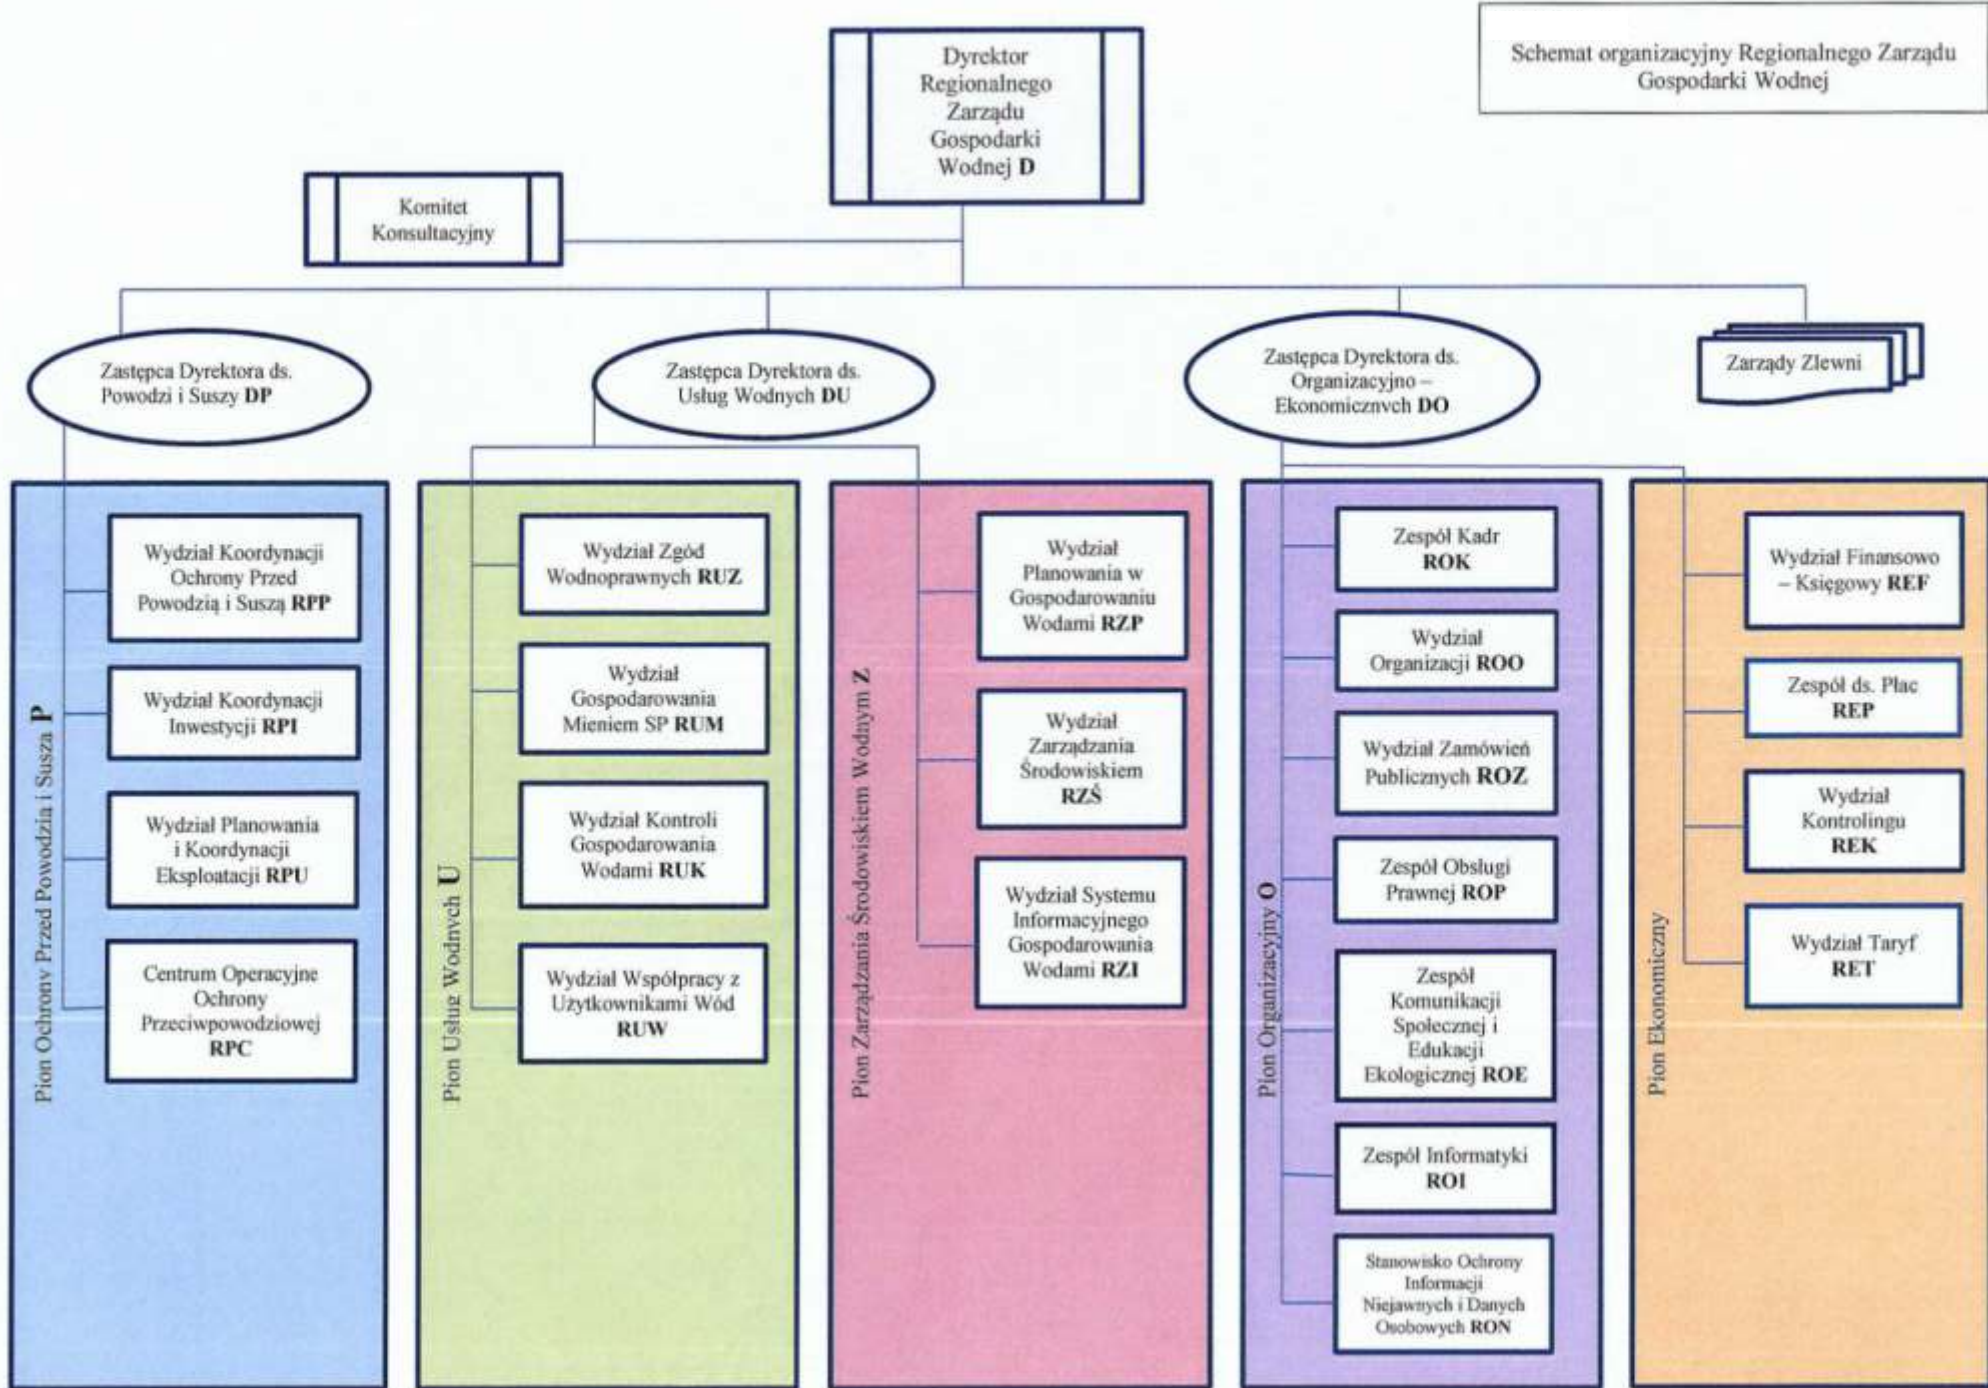 Schemat organizacyjny Regionalnego Zarządu
Gospodarki Wodnej
Dyrektor
Regionalnego
Zarządu
Gospodarki
Wodnej D
Komitet
Konsultacyjny
Zastępca Dyrektora ds.
Powodzi i Suszy DP
Zastępca Dyrektora ds.
Usług Wodnych DU
Zastępca Dyrektora ds.
Organizacyjno –
Ekonomicznych DO
Zarządy Zlewni
Pion Ochrony Przed Powodzia i Susza P
Wydział Koordynacji
Ochrony Przed
Powodzią i Suszą RPP
Wydział Koordynacji
Inwestycji RPI
Wydział Planowania
i Koordynacji
Eksploatacji RPU
Centrum Operacyjne
Ochrony
Przeciwpowodziowej
RPC
Pion Usług Wodnych U
Wydział Zgód
Wodnoprawnych RUZ
Wydział
Gospodarowania
Mieniem SP RUM
Wydział Kontroli
Gospodarowania
Wodami RUK
Wydział Współpracy z
Użytkownikami Wód
RUW
Pion Zarządzania Środowiskiem Wodnym Z
Wydział
Planowania w
Gospodarowaniu
Wodami RZP
Wydział
Zarządzania
Środowiskiem
RZŚ
Wydział Systemu
Informacyjnego
Gospodarowania
Wodami RZI
Pion Organizacyjny O
Zespół Kadr
ROK
Wydział
Organizacji ROO
Wydział Zamówień
Publicznych ROZ
Zespół Obsługi
Prawnej ROP
Zespół
Komunikacji
Społecznej i
Edukacji
Ekologicznej ROE
Zespół Informatyki
ROI
Stanowisko Ochrony
Informacji
Niejawnych i Danych
Osobowych RON
Pion Ekonomiczny
Wydział Finansowo
– Księgowy REF
Zespół ds. Płac
REP
Wydział
Kontrolingu
REK
Wydział Taryf
RET